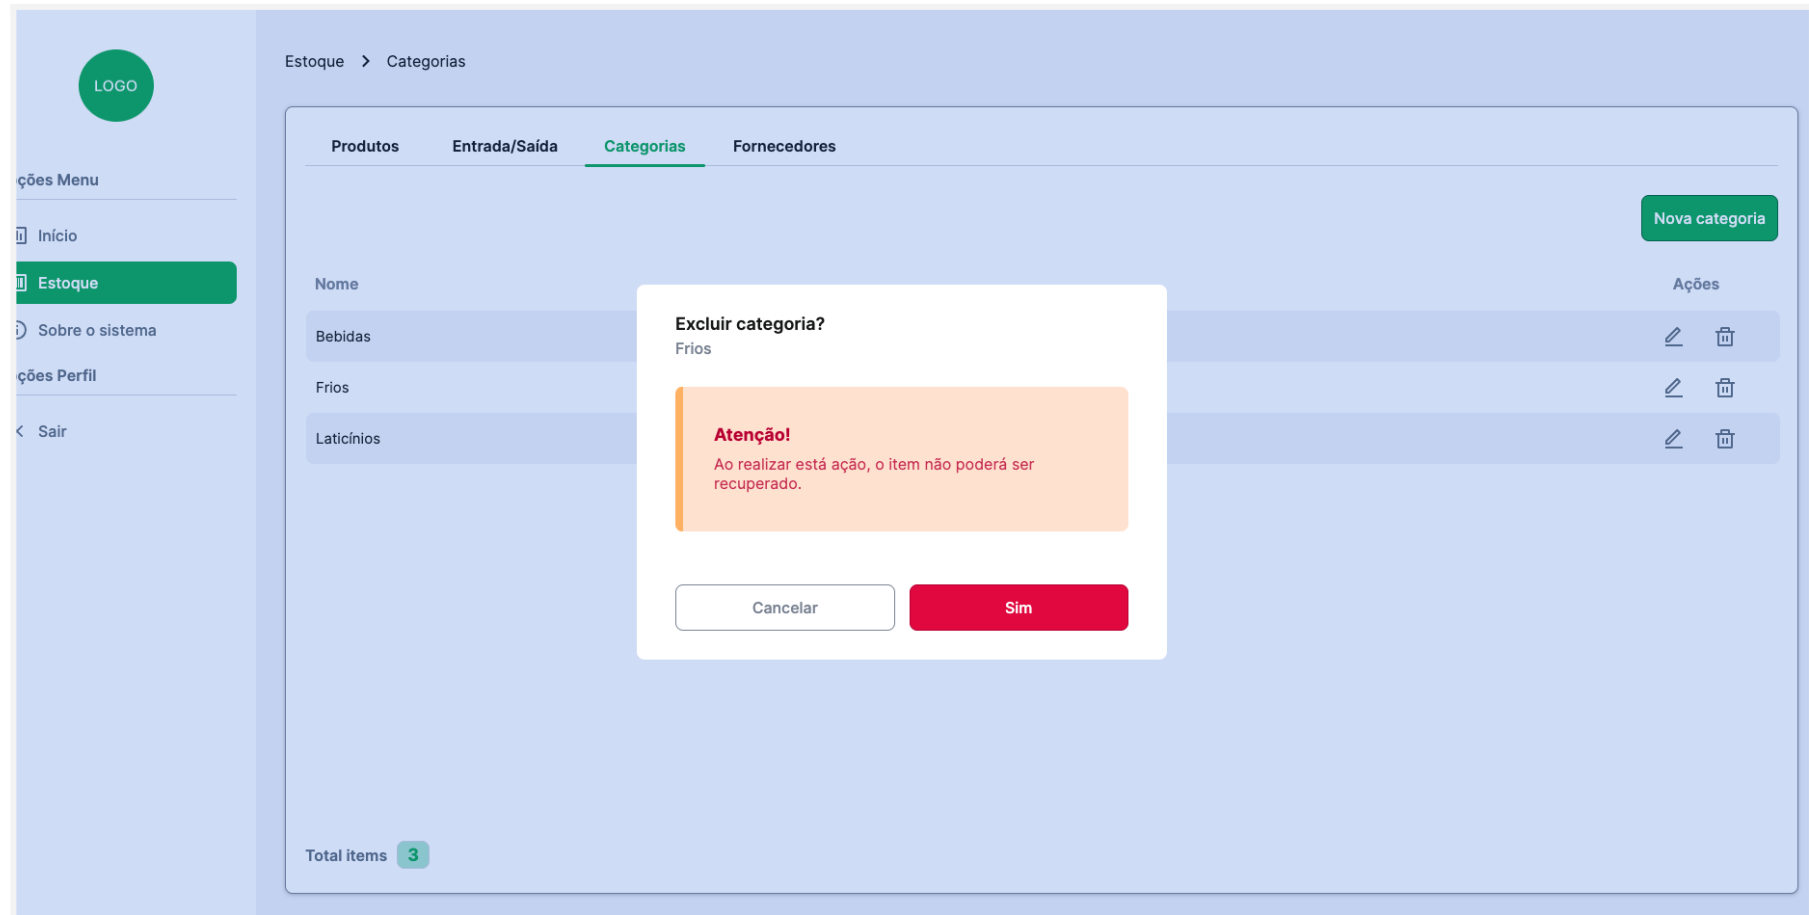 LOGO
Estoque > Categorias
Produtos Entrada/Saída Categorias Fornecedores
ções Menu
Nova categoria
Início
Estoque
Sobre o sistema
ções Perfil
Sair
Nome Ações
Bebidas
Frios
Laticínios
Excluir categoria?
Frios
Atenção!
Ao realizar está ação, o item não poderá ser
recuperado.
Cancelar Sim
Total items 3